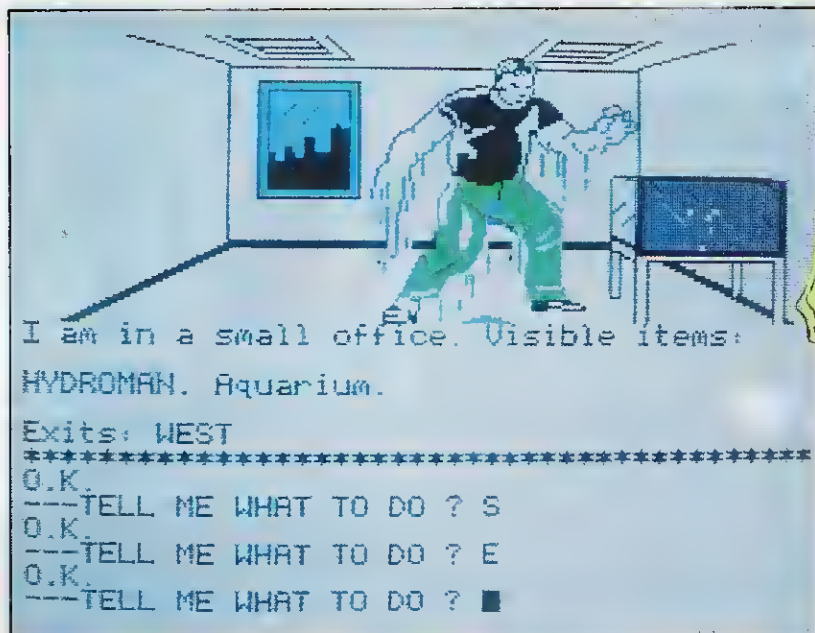 I am in a small office. Visible items:
HYDROMAN. Aquarium.
Exits: WEST
**************************************************
O.K.
---TELL ME WHAT TO DO ? S
O.K.
---TELL ME WHAT TO DO ? E
O.K.
---TELL ME WHAT TO DO ?